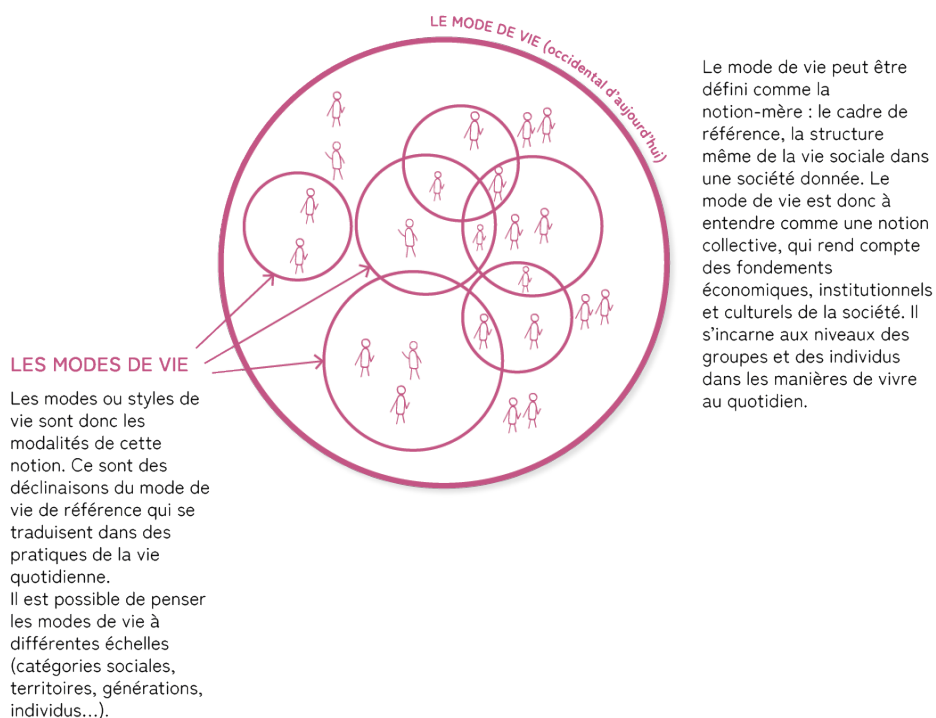 LE MODE DE VIE (occidental d'aujourd'hui)
Le mode de vie peut être
défini comme la
notion-mère : le cadre de
référence, la structure
même de la vie sociale dans
une société donnée. Le
mode de vie est donc à
entendre comme une notion
collective, qui rend compte
des fondements
économiques, institutionnels
et culturels de la société. Il
s'incarne aux niveaux des
groupes et des individus
dans les manières de vivre
au quotidien.
LES MODES DE VIE
Les modes ou styles de
vie sont donc les
modalités de cette
notion. Ce sont des
déclinaisons du mode de
vie de référence qui se
traduisent dans des
pratiques de la vie
quotidienne.
Il est possible de penser
les modes de vie à
différentes échelles
(catégories sociales,
territoires, générations,
individus...).